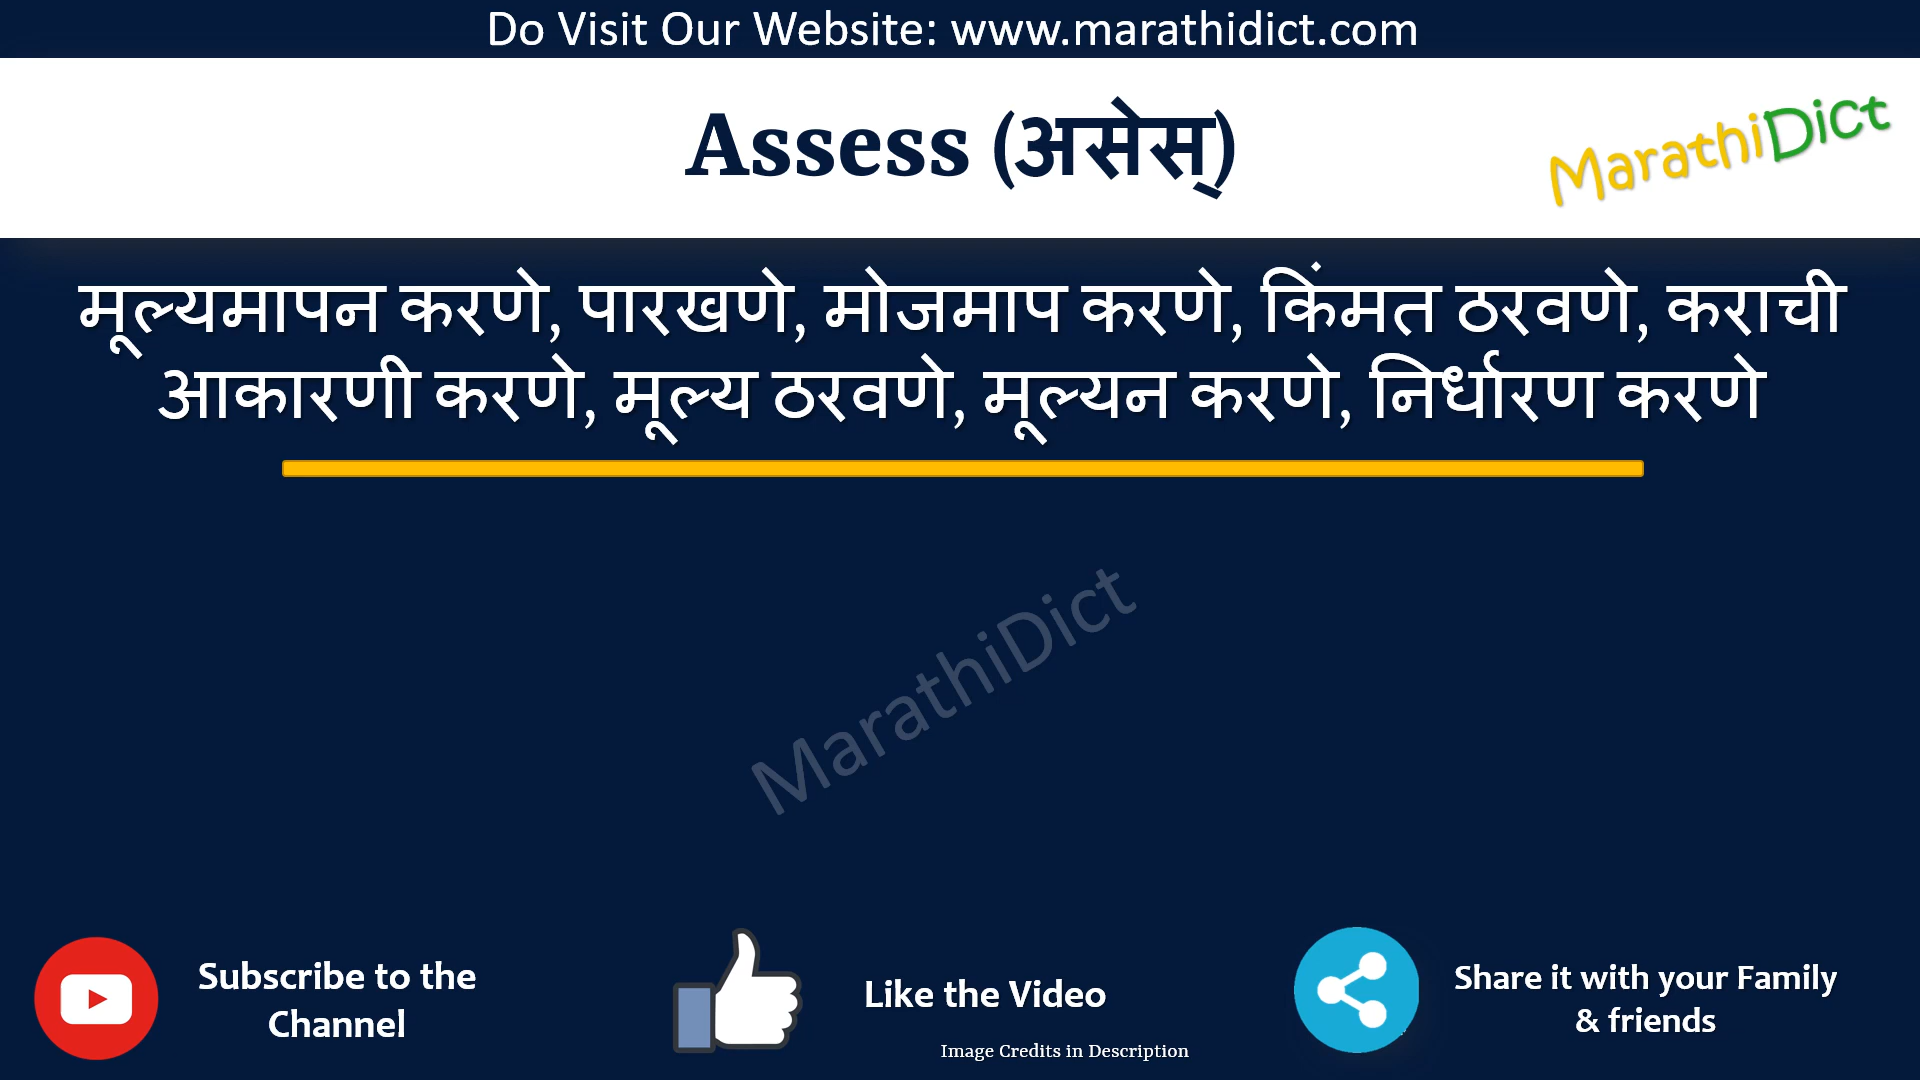 Do Visit Our Website: www.marathidict.com
Assess (असेस्)
MarathiDict
मूल्यमापन करणे, पारखणे, मोजमाप करणे, किंमत ठरवणे, कराची
आकारणी करणे, मूल्य ठरवणे, मूल्यन करणे, निर्धारण करणे
MarathiDict
Subscribe to the
Channel
Like the Video
Share it with your Family
& friends
Image Credits in Description